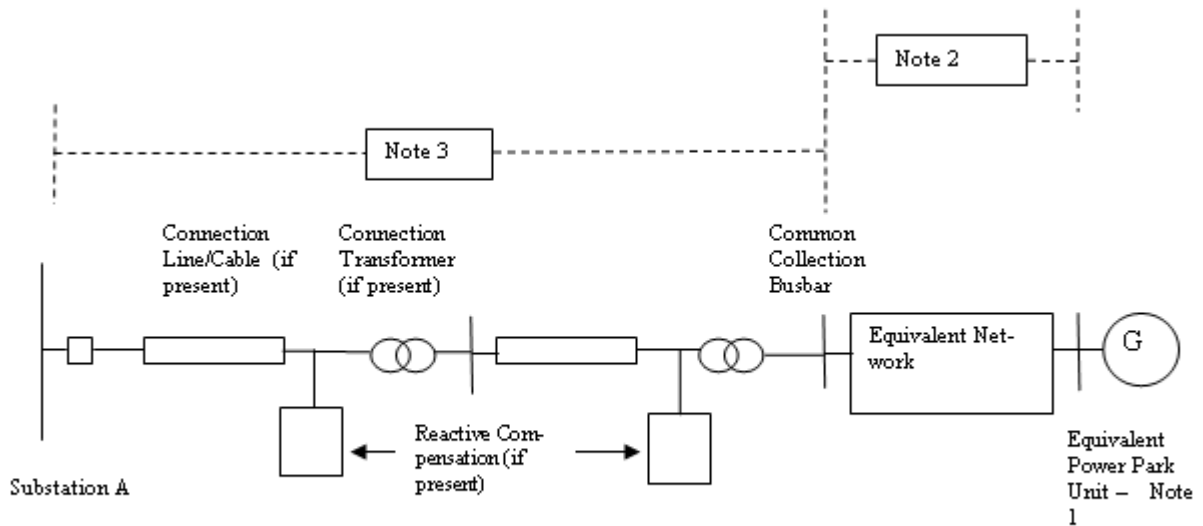 Note 2
Note 3
Connection
Line/Cable (if
present)
Connection
Transformer
(if present)
Common
Collection
Busbar
Equivalent Net-
work
G
Reactive Com-
pensation (if
present)
Substation A
Equivalent
Power Park
Unit – Note
1